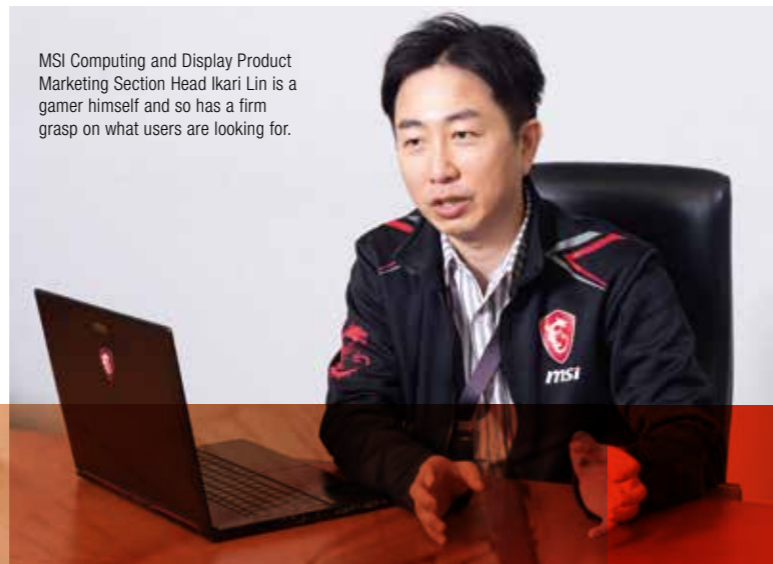 MSI Computing and Display Product
Marketing Section Head Ikari Lin is a
gamer himself and so has a firm
grasp on what users are looking for.
msi